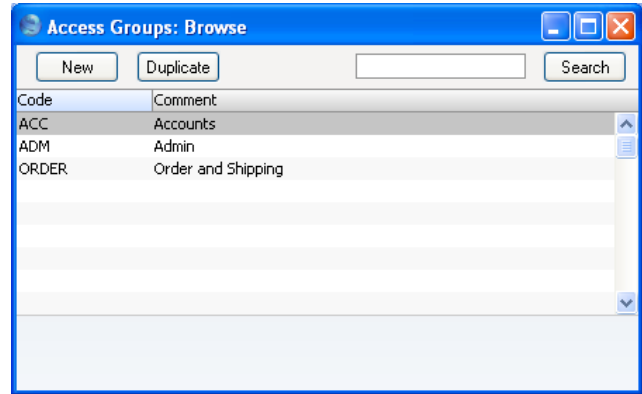 Access Groups: Browse
New Duplicate Search
Code Comment
ACC Accounts
ADM Admin
ORDER Order and Shipping